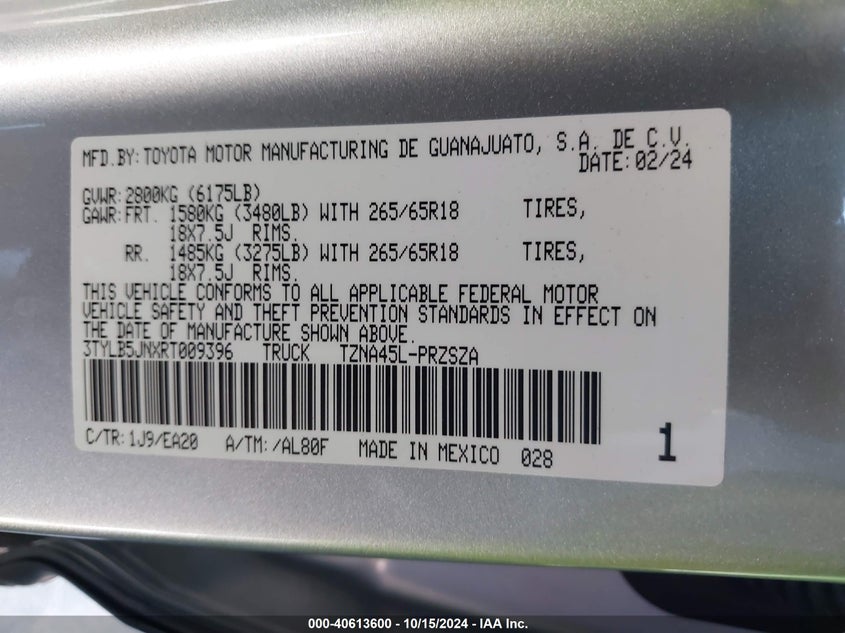 MFD.BY:TOYOTA MOTOR MANUFACTURING DE GUANAJUATO, S.A. DE C.V.
DATE:02/24
GVWR:2800KG (6175LB)
GAWR:FRT. 1580KG (3480LB) WITH 265/65R18 TIRES,
18X7.5J RIMS.
RR. 1485KG (3275LB) WITH 265/65R18 TIRES,
18X7.5J RIMS.
THIS VEHICLE CONFORMS TO ALL APPLICABLE FEDERAL MOTOR
VEHICLE SAFETY AND THEFT PREVENTION STANDARDS IN EFFECT ON
THE DATE OF MANUFACTURE SHOWN ABOVE.
3TYLB5JNXRT009396 TRUCK TZNA45L-PRZSZA
C/TR:1J9/EA20 A/TM:/AL80F MADE IN MEXICO 028 1
000-40613600 - 10/15/2024 - IAA Inc.